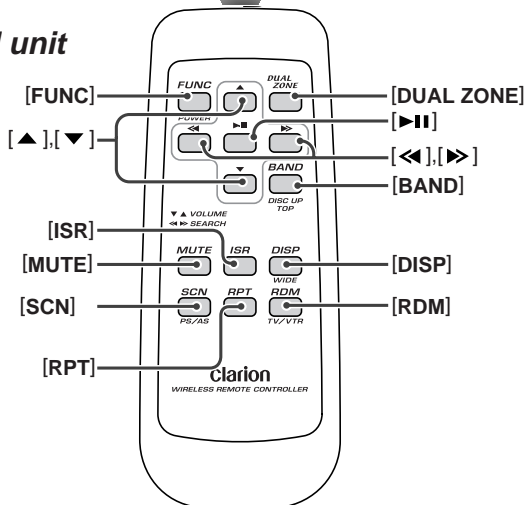 l unit
[FUNC]
[DUAL ZONE]
[▲],[▼]
[►II]
[◄◄],[►►]
[BAND]
[ISR]
[MUTE]
[DISP]
[SCN]
[RDM]
[RPT]
FUNC
POWER
DUAL
ZONE
▲
◄◄
►■
►►
▼
BAND
DISC UP
TOP
▼ ▲ VOLUME
◄◄ ►► SEARCH
MUTE ISR DISP
WIDE
SCN RPT RDM
PS/AS TV/VTR
clarion
WIRELESS REMOTE CONTROLLER